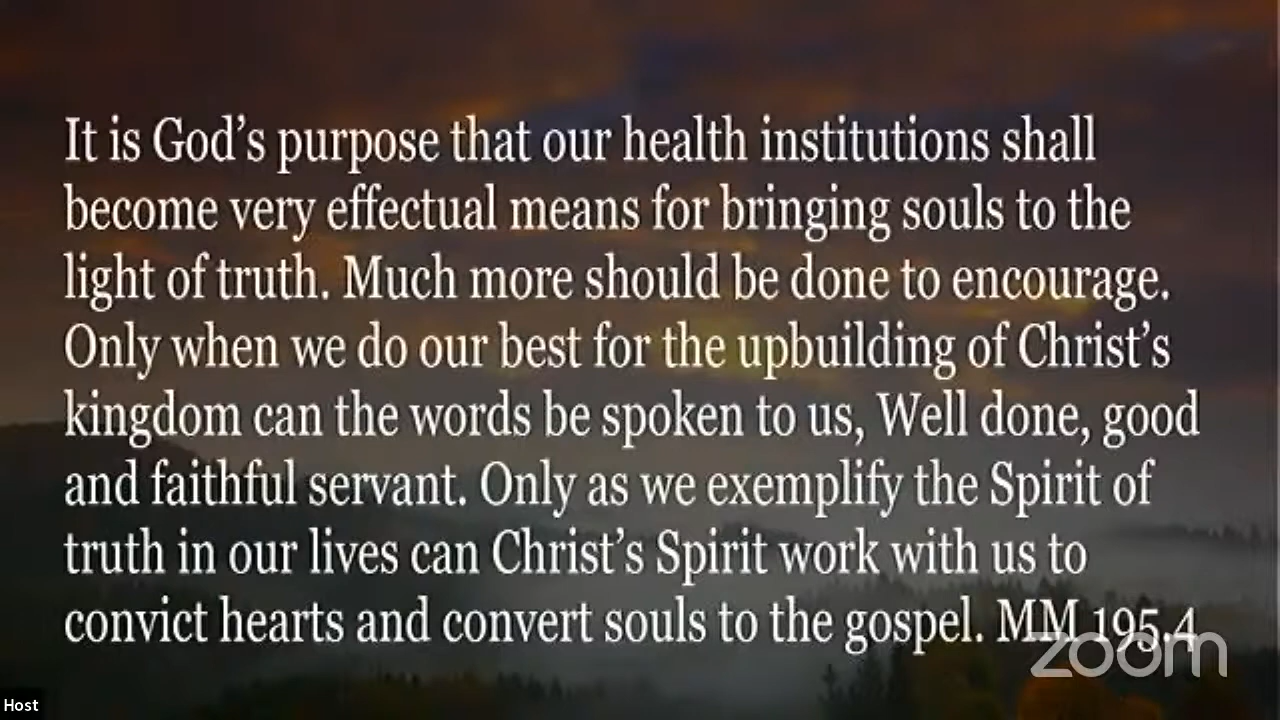 It is God’s purpose that our health institutions shall
become very effectual means for bringing souls to the
light of truth. Much more should be done to encourage.
Only when we do our best for the upbuilding of Christ’s
kingdom can the words be spoken to us, Well done, good
and faithful servant. Only as we exemplify the Spirit of
truth in our lives can Christ’s Spirit work with us to
convict hearts and convert souls to the gospel. MM 195.4
zoom
Host